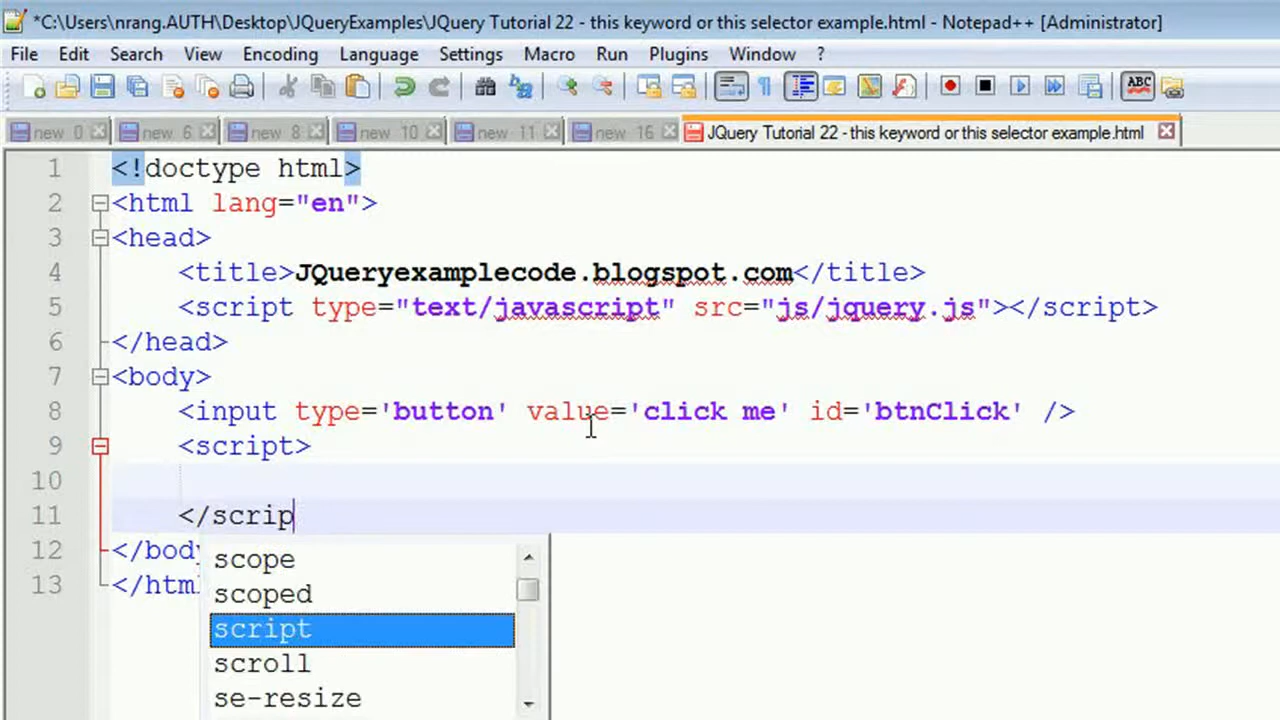 *C:\Users\nrang.AUTH\Desktop\JQueryExamples\JQuery Tutorial 22 - this keyword or this selector example.html - Notepad++ [Administrator]
File Edit Search View Encoding Language Settings Macro Run Plugins Window ?
ABC
new 0 new 6 new 8 new 10 new 11 new 16 JQuery Tutorial 22 - this keyword or this selector example.html
1 <!doctype html>
2 <html lang="en">
3 <head>
4 <title>JQueryexamplecode.blogspot.com</title>
5 <script type="text/javascript" src="js/jquery.js"></script>
6 </head>
7 <body>
8 <input type='button' value='click me' id='btnClick' />
9 <script>
10
11 </scrip
12 </body
13 </html
scope
scoped
script
scroll
se-resize